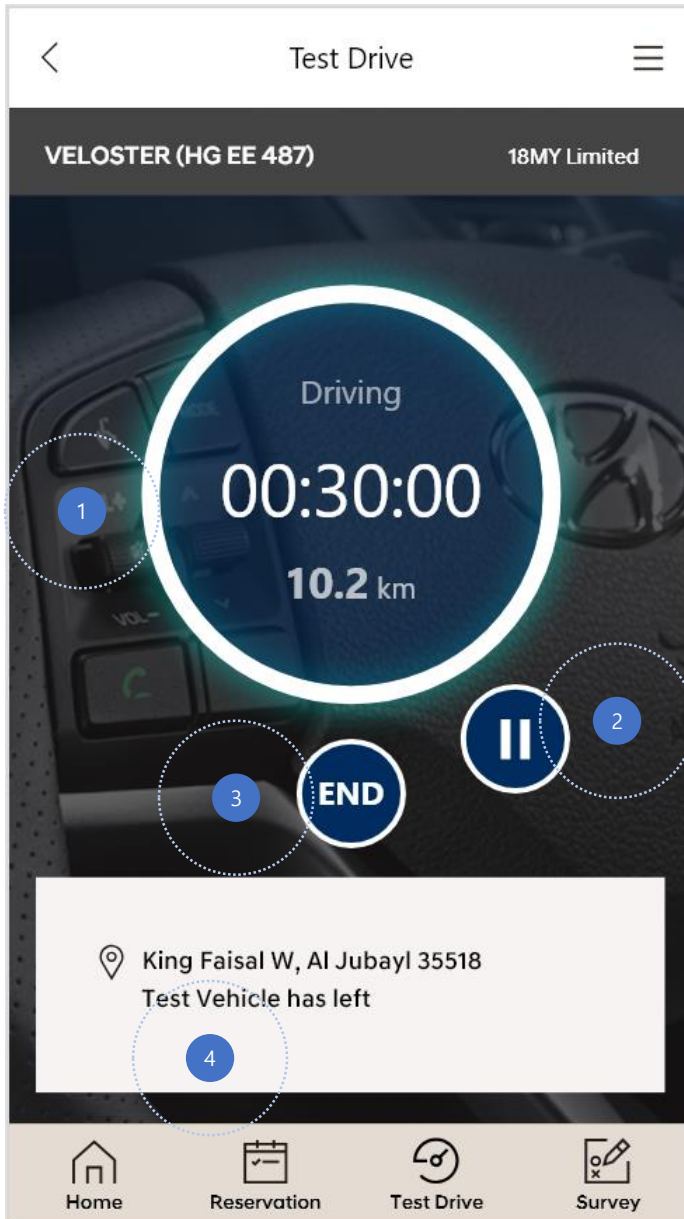 Test Drive
VELOSTER (HG EE 487) 18MY Limited
Driving
00:30:00
10.2 km
1
2
3
END
VOL-
King Faisal W, Al Jubayl 35518
Test Vehicle has left
4
Home Reservation Test Drive Survey